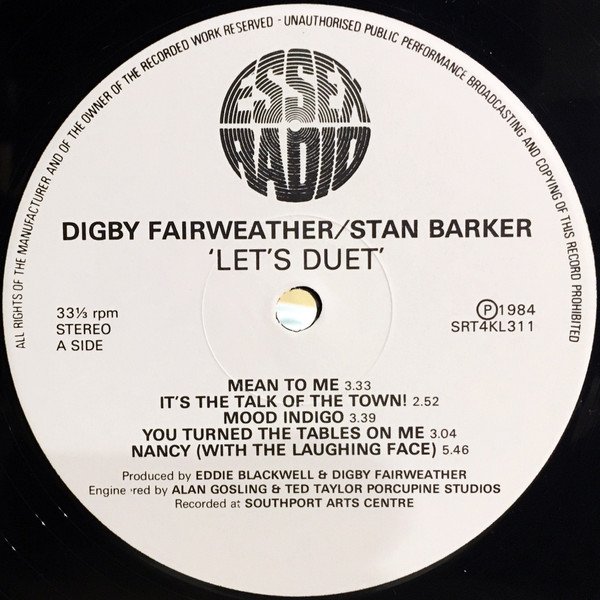 ALL RIGHTS OF THE MANUFACTURER AND OF THE OWNER OF THE RECORDED WORK RESERVED - UNAUTHORISED PUBLIC PERFORMANCE BROADCASTING AND COPYING OF THIS RECORD PROHIBITED
ESSEX
RADIO
DIGBY FAIRWEATHER/STAN BARKER
'LET'S DUET'
33⅓ rpm
STEREO
A SIDE
Ⓟ1984
SRT4KL311
MEAN TO ME 3.33
IT'S THE TALK OF THE TOWN! 2.52
MOOD INDIGO 3.39
YOU TURNED THE TABLES ON ME 3.04
NANCY (WITH THE LAUGHING FACE) 5.46
Produced by EDDIE BLACKWELL & DIGBY FAIRWEATHER
Engineered by ALAN GOSLING & TED TAYLOR PORCUPINE STUDIOS
Recorded at SOUTHPORT ARTS CENTRE